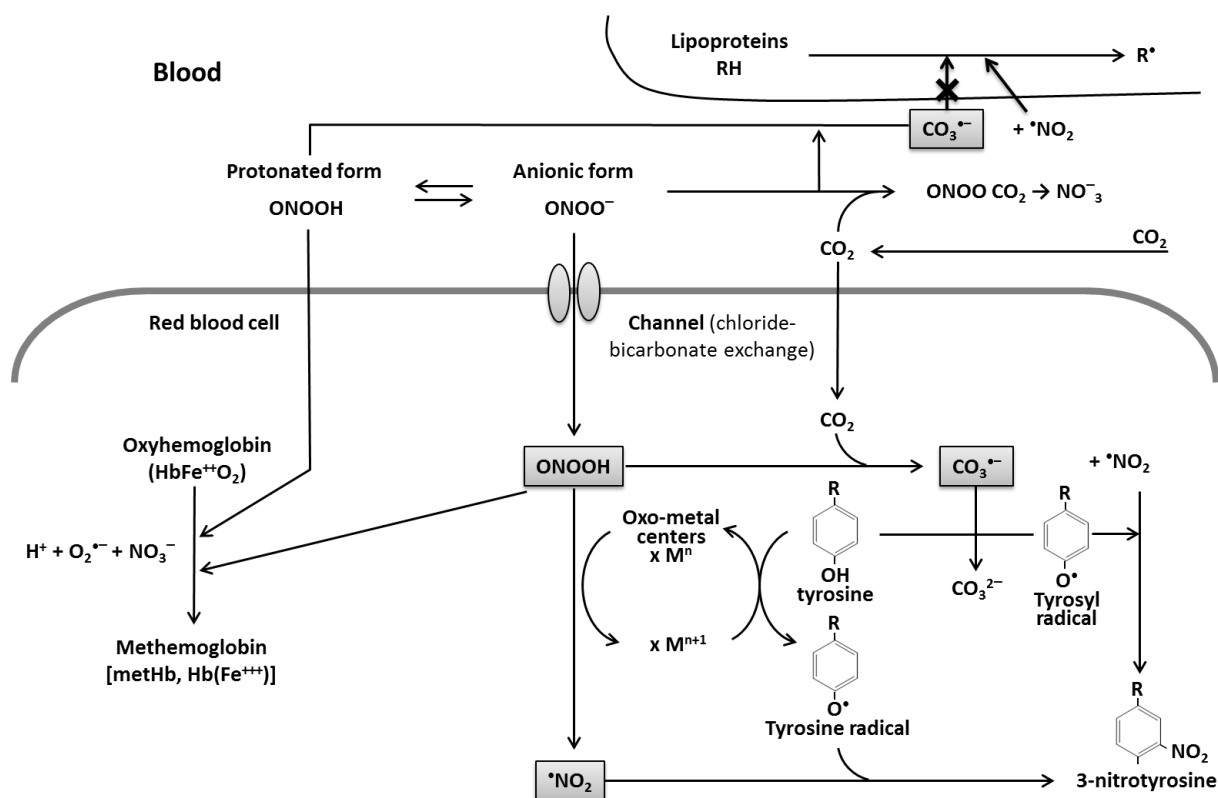 Lipoproteins
RH
R•
Blood
CO₃•−
+ •NO₂
Protonated form
ONOOH
Anionic form
ONOO⁻
ONOO CO₂ → NO⁻₃
CO₂
CO₂
Red blood cell
Channel (chloride-
bicarbonate exchange)
CO₂
Oxyhemoglobin
(HbFe⁺⁺O₂)
ONOOH
CO₃•−
+ •NO₂
R
R
Oxo-metal
centers
x Mⁿ
H⁺ + O₂•− + NO₃⁻
OH
tyrosine
CO₃²⁻
O•
Tyrosyl
radical
R
x Mⁿ⁺¹
Methemoglobin
[metHb, Hb(Fe⁺⁺⁺)]
O•
Tyrosine radical
R
NO₂
•NO₂
3-nitrotyrosine